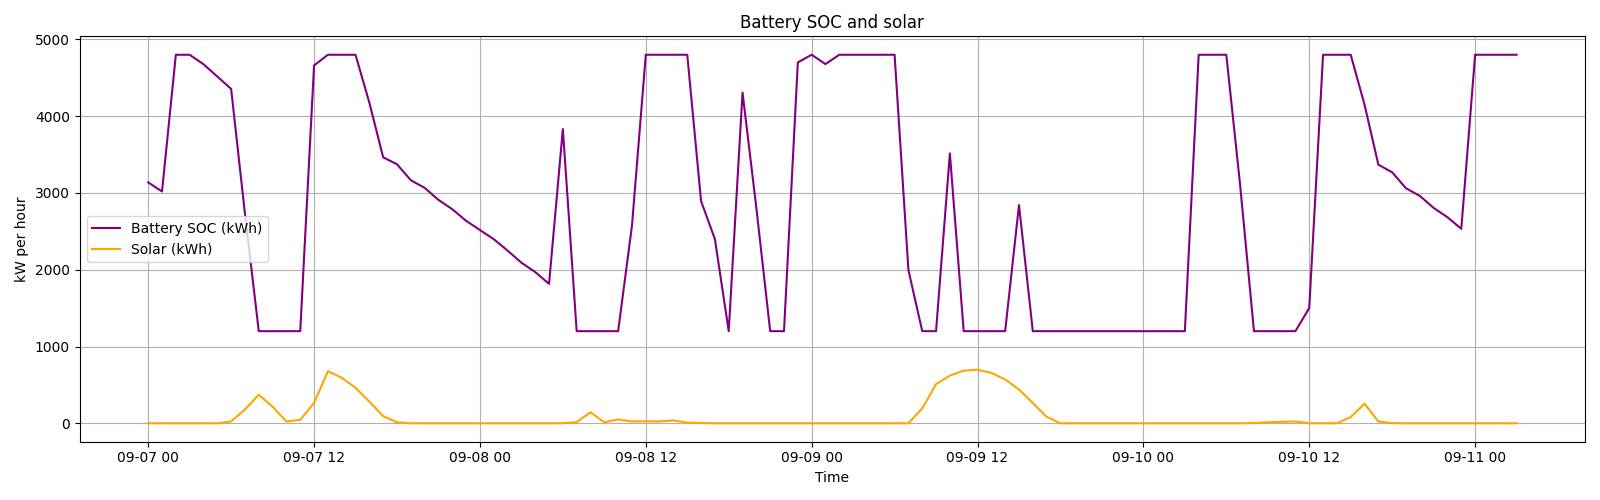 Battery SOC and solar
5000
4000
3000
2000
1000
0
kW per hour
Battery SOC (kWh)
Solar (kWh)
09-07 00 09-07 12 09-08 00 09-08 12 09-09 00 09-09 12 09-10 00 09-10 12 09-11 00
Time